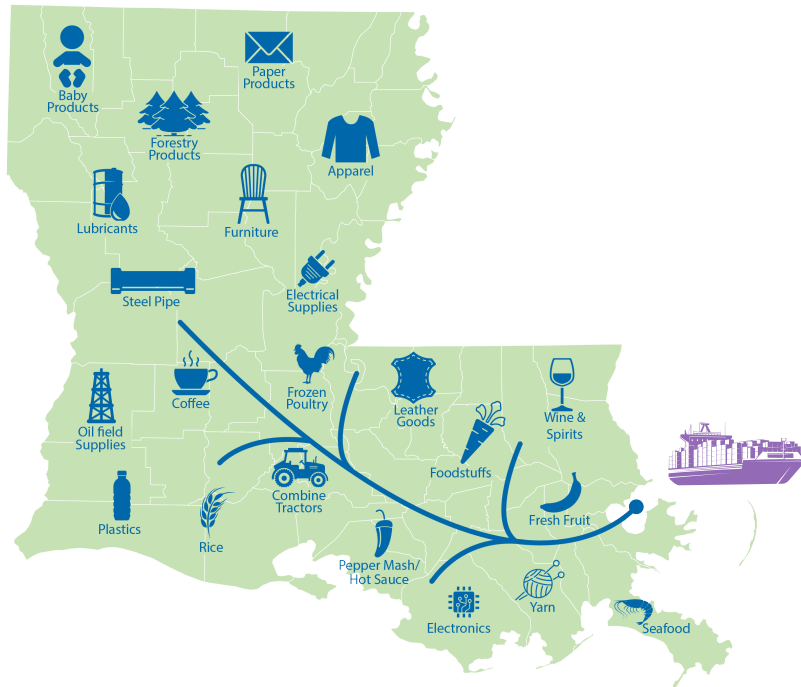 Baby
Products
Paper
Products
Forestry
Products
Apparel
Lubricants
Furniture
Steel Pipe
Electrical
Supplies
Oil field
Supplies
Coffee
Frozen
Poultry
Leather
Goods
Wine &
Spirits
Foodstuffs
Plastics
Rice
Combine
Tractors
Fresh Fruit
Pepper Mash/
Hot Sauce
Electronics
Yarn
Seafood